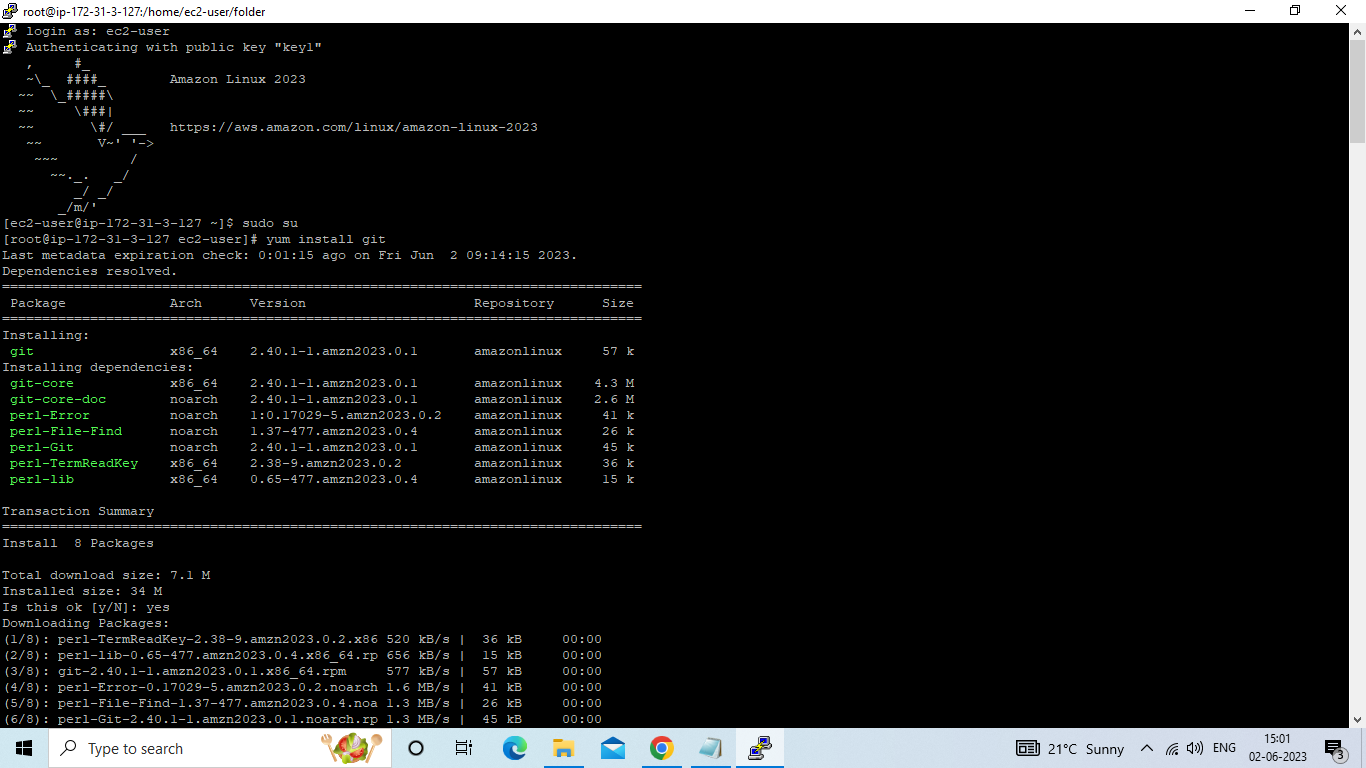 root@ip-172-31-3-127:/home/ec2-user/folder
login as: ec2-user
Authenticating with public key "key1"
   ,     #_
   ~\_  ####_        Amazon Linux 2023
  ~~  \_#####\
  ~~     \###|
  ~~       \#/ ___   https://aws.amazon.com/linux/amazon-linux-2023
   ~~       V~' '->
    ~~~         /
      ~~._.   _/
         _/ _/
       _/m/'
[ec2-user@ip-172-31-3-127 ~]$ sudo su
[root@ip-172-31-3-127 ec2-user]# yum install git
Last metadata expiration check: 0:01:15 ago on Fri Jun  2 09:14:15 2023.
Dependencies resolved.
================================================================================
 Package             Arch      Version                     Repository      Size
================================================================================
Installing:
 git                 x86_64    2.40.1-1.amzn2023.0.1       amazonlinux     57 k
Installing dependencies:
 git-core            x86_64    2.40.1-1.amzn2023.0.1       amazonlinux    4.3 M
 git-core-doc        noarch    2.40.1-1.amzn2023.0.1       amazonlinux    2.6 M
 perl-Error          noarch    1:0.17029-5.amzn2023.0.2    amazonlinux     41 k
 perl-File-Find      noarch    1.37-477.amzn2023.0.4       amazonlinux     26 k
 perl-Git            noarch    2.40.1-1.amzn2023.0.1       amazonlinux     45 k
 perl-TermReadKey    x86_64    2.38-9.amzn2023.0.2         amazonlinux     36 k
 perl-lib            x86_64    0.65-477.amzn2023.0.4       amazonlinux     15 k
Transaction Summary
================================================================================
Install  8 Packages
Total download size: 7.1 M
Installed size: 34 M
Is this ok [y/N]: yes
Downloading Packages:
(1/8): perl-TermReadKey-2.38-9.amzn2023.0.2.x86 520 kB/s |  36 kB     00:00
(2/8): perl-lib-0.65-477.amzn2023.0.4.x86_64.rp 656 kB/s |  15 kB     00:00
(3/8): git-2.40.1-1.amzn2023.0.1.x86_64.rpm     577 kB/s |  57 kB     00:00
(4/8): perl-Error-0.17029-5.amzn2023.0.2.noarch 1.6 MB/s |  41 kB     00:00
(5/8): perl-File-Find-1.37-477.amzn2023.0.4.noa 1.3 MB/s |  26 kB     00:00
(6/8): perl-Git-2.40.1-1.amzn2023.0.1.noarch.rp 1.3 MB/s |  45 kB     00:00
Type to search
21°C Sunny
ENG
15:01
02-06-2023
3